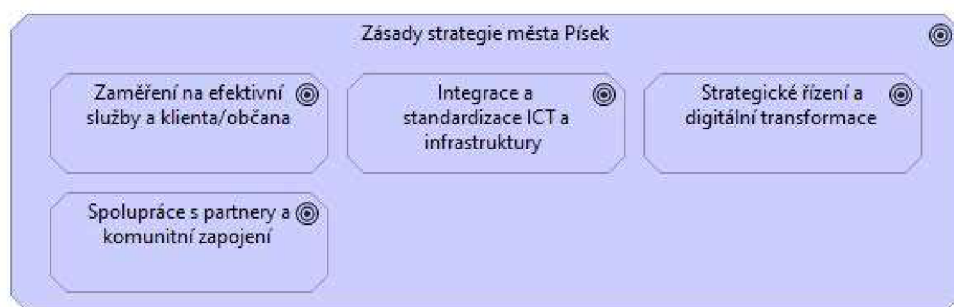 Zásady strategie města Písek
Zaměření na efektivní
služby a klienta/občana
Integrace a
standardizace ICT a
infrastruktury
Strategické řízení a
digitální transformace
Spolupráce s partnery a
komunitní zapojení